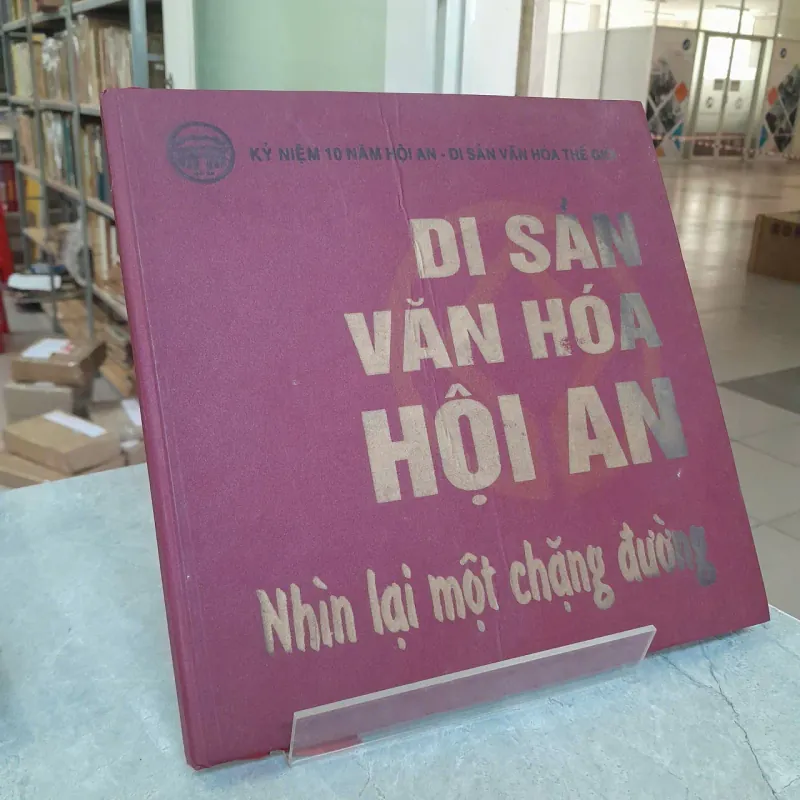 KỶ NIỆM 10 NĂM HỘI AN - DI SẢN VĂN HÓA THẾ GIỚI
DI SẢN
VĂN HÓA
HỘI AN
Nhìn lại một chặng đường